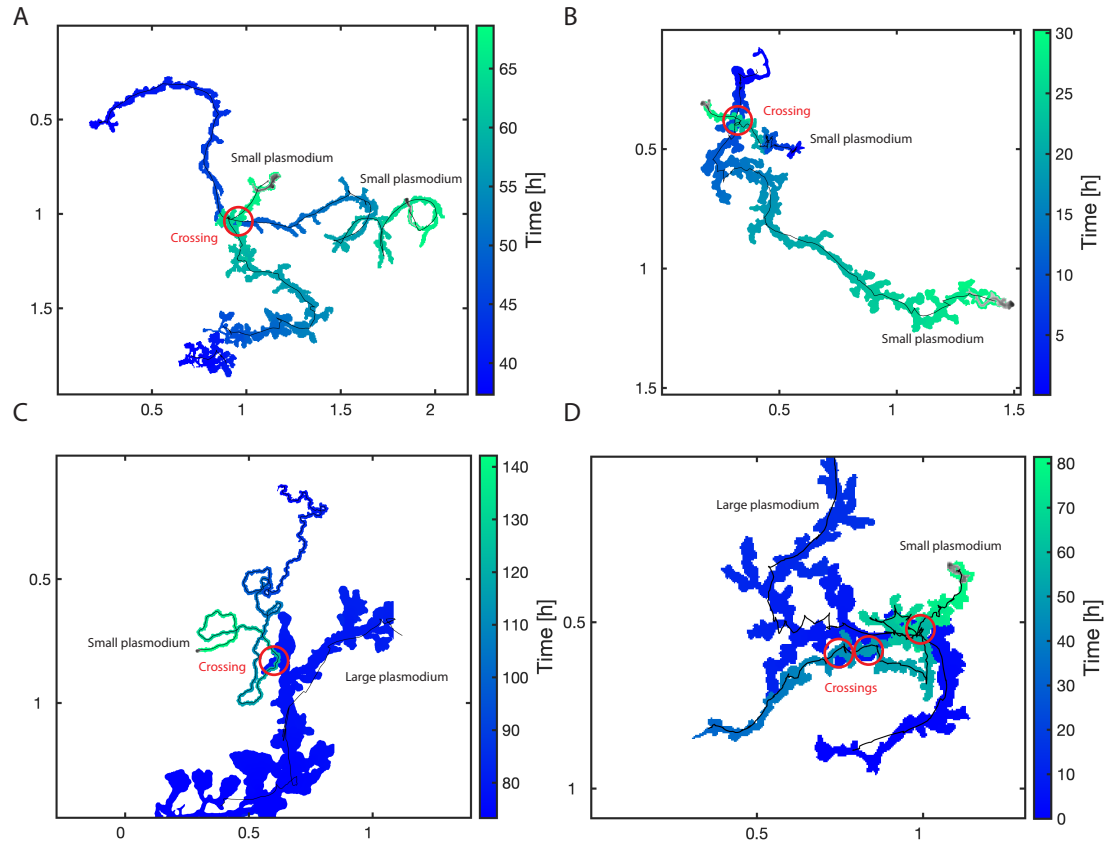 A
0.5
1
1.5
0.5
1
1.5
2
Small plasmodium
Small plasmodium
Crossing
65
60
55
50
45
40
Time [h]
B
0.5
1
1.5
0.5
1
1.5
Crossing
Small plasmodium
Small plasmodium
30
25
20
15
10
5
Time [h]
C
0.5
1
0
0.5
1
Small plasmodium
Crossing
Large plasmodium
140
130
120
110
100
90
80
Time [h]
D
0.5
1
0.5
1
Large plasmodium
Small plasmodium
Crossings
80
70
60
50
40
30
20
10
0
Time [h]